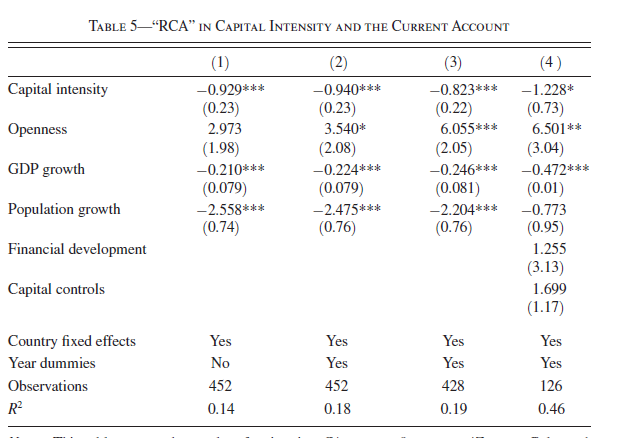 TABLE 5—“RCA” IN CAPITAL INTENSITY AND THE CURRENT ACCOUNT
(1) (2) (3) (4)
Capital intensity −0.929*** −0.940*** −0.823*** −1.228*
(0.23) (0.23) (0.22) (0.73)
Openness 2.973 3.540* 6.055*** 6.501**
(1.98) (2.08) (2.05) (3.04)
GDP growth −0.210*** −0.224*** −0.246*** −0.472***
(0.079) (0.079) (0.081) (0.01)
Population growth −2.558*** −2.475*** −2.204*** −0.773
(0.74) (0.76) (0.76) (0.95)
Financial development 1.255
(3.13)
Capital controls 1.699
(1.17)
Country fixed effects Yes Yes Yes Yes
Year dummies No Yes Yes Yes
Observations 452 452 428 126
R² 0.14 0.18 0.19 0.46